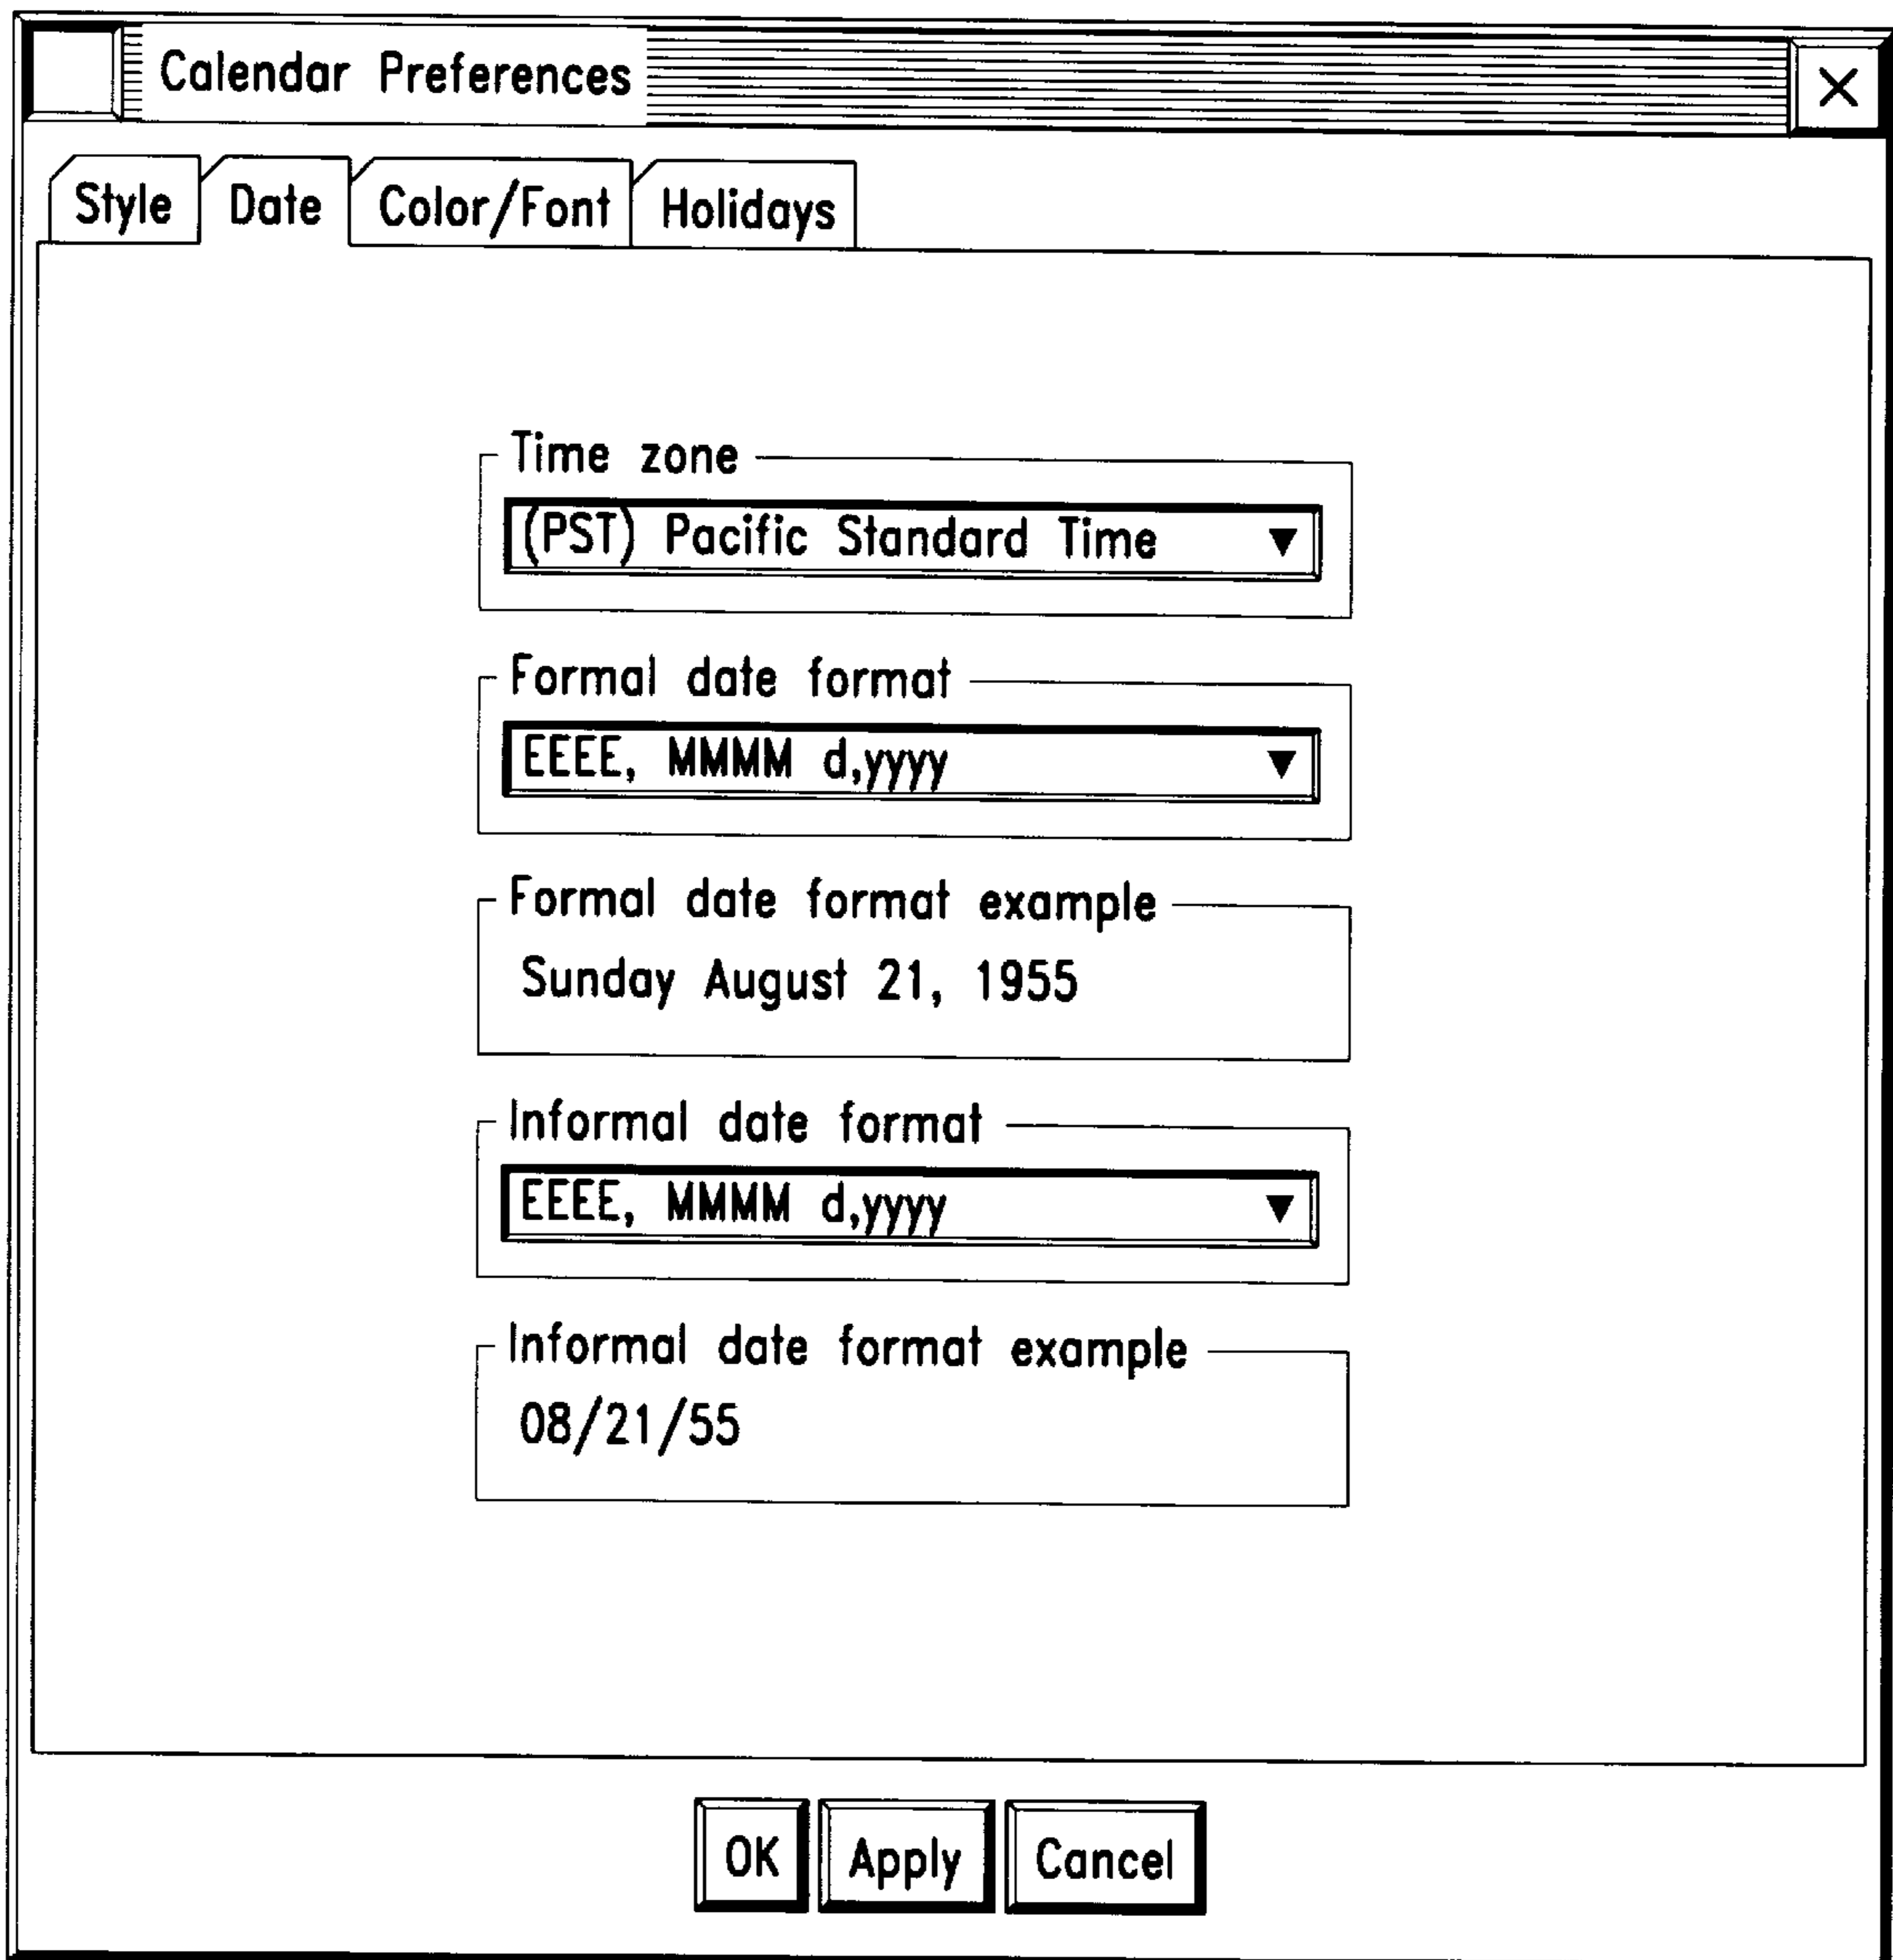 Calendar Preferences
Style Date Color/Font Holidays
Time zone
(PST) Pacific Standard Time
Formal date format
EEEE, MMMM d,yyyy
Formal date format example
Sunday August 21, 1955
Informal date format
EEEE, MMMM d,yyyy
Informal date format example
08/21/55
OK Apply Cancel